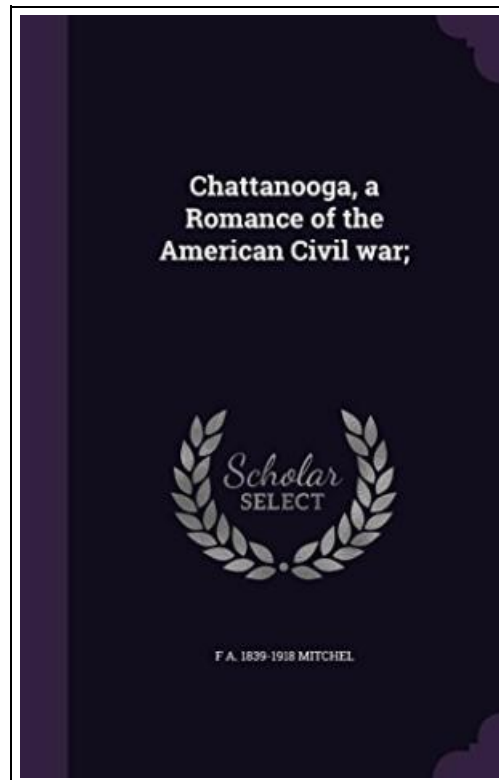 Chattanooga, a
Romance of the
American Civil war;
Scholar
SELECT
F A. 1839-1918 MITCHEL